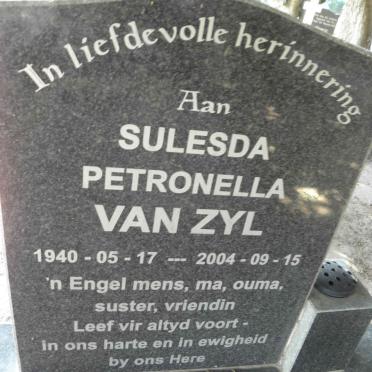 In liefdevolle herinnering
Aan
SULESDA
PETRONELLA
VAN ZYL
1940 - 05 - 17 --- 2004 - 09 - 15
'n Engel mens, ma, ouma,
suster, vriendin
Leef vir altyd voort -
in ons harte en in ewigheid
by ons Here